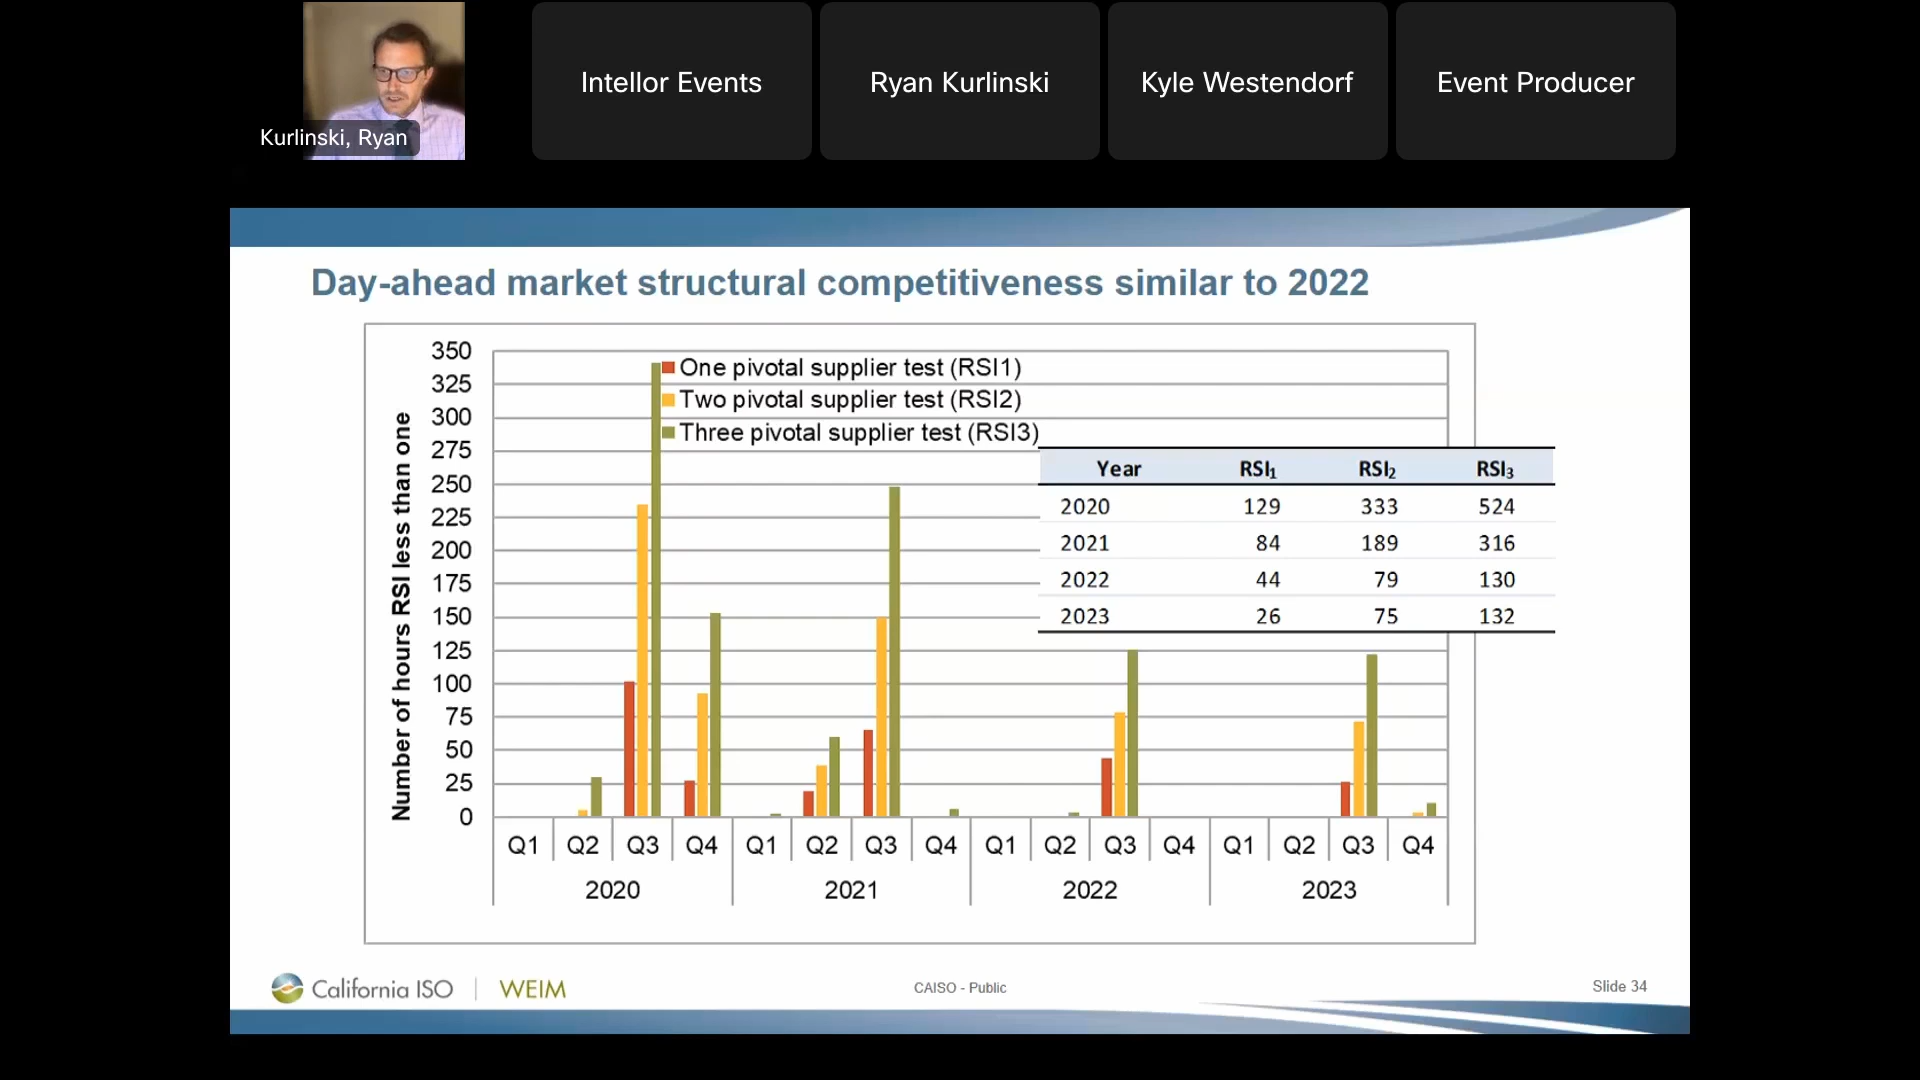 Kurlinski, Ryan
Intellor Events
Ryan Kurlinski
Kyle Westendorf
Event Producer
Day-ahead market structural competitiveness similar to 2022
Number of hours RSI less than one
350
325
300
275
250
225
200
175
150
125
100
75
50
25
0
One pivotal supplier test (RSI1)
Two pivotal supplier test (RSI2)
Three pivotal supplier test (RSI3)
Year RSI₁ RSI₂ RSI₃
2020 129 333 524
2021 84 189 316
2022 44 79 130
2023 26 75 132
Q1 Q2 Q3 Q4 Q1 Q2 Q3 Q4 Q1 Q2 Q3 Q4 Q1 Q2 Q3 Q4
2020 2021 2022 2023
California ISO | WEIM
CAISO - Public
Slide 34